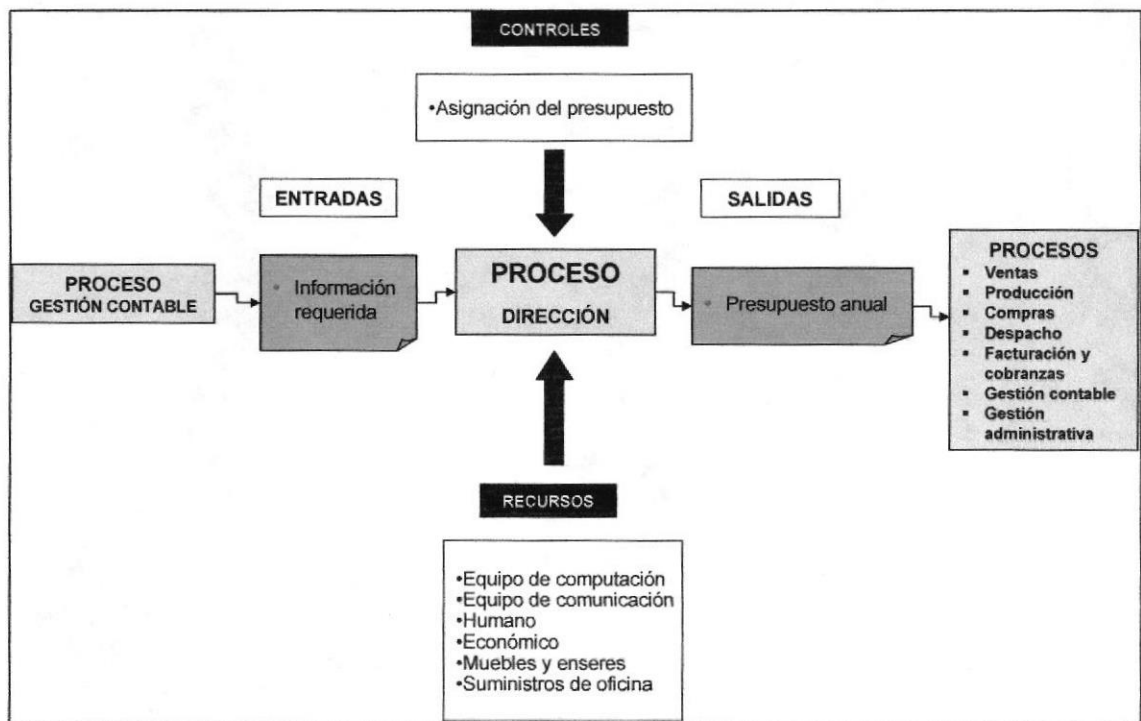 CONTROLES
•Asignación del presupuesto
ENTRADAS
SALIDAS
PROCESO
GESTIÓN CONTABLE
• Información
requerida
PROCESO
DIRECCIÓN
• Presupuesto anual
PROCESOS
▪ Ventas
▪ Producción
▪ Compras
▪ Despacho
▪ Facturación y
cobranzas
▪ Gestión contable
▪ Gestión
administrativa
RECURSOS
•Equipo de computación
•Equipo de comunicación
•Humano
•Económico
•Muebles y enseres
•Suministros de oficina